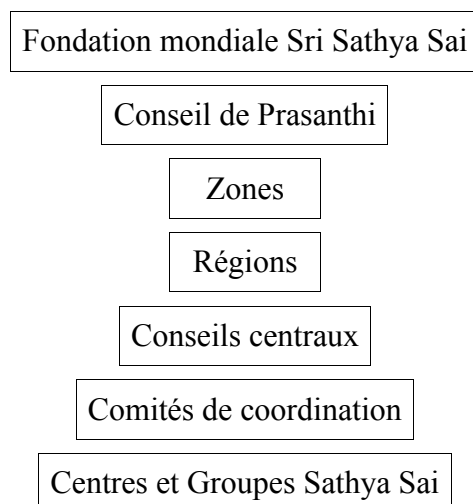 Fondation mondiale Sri Sathya Sai
Conseil de Prasanthi
Zones
Régions
Conseils centraux
Comités de coordination
Centres et Groupes Sathya Sai